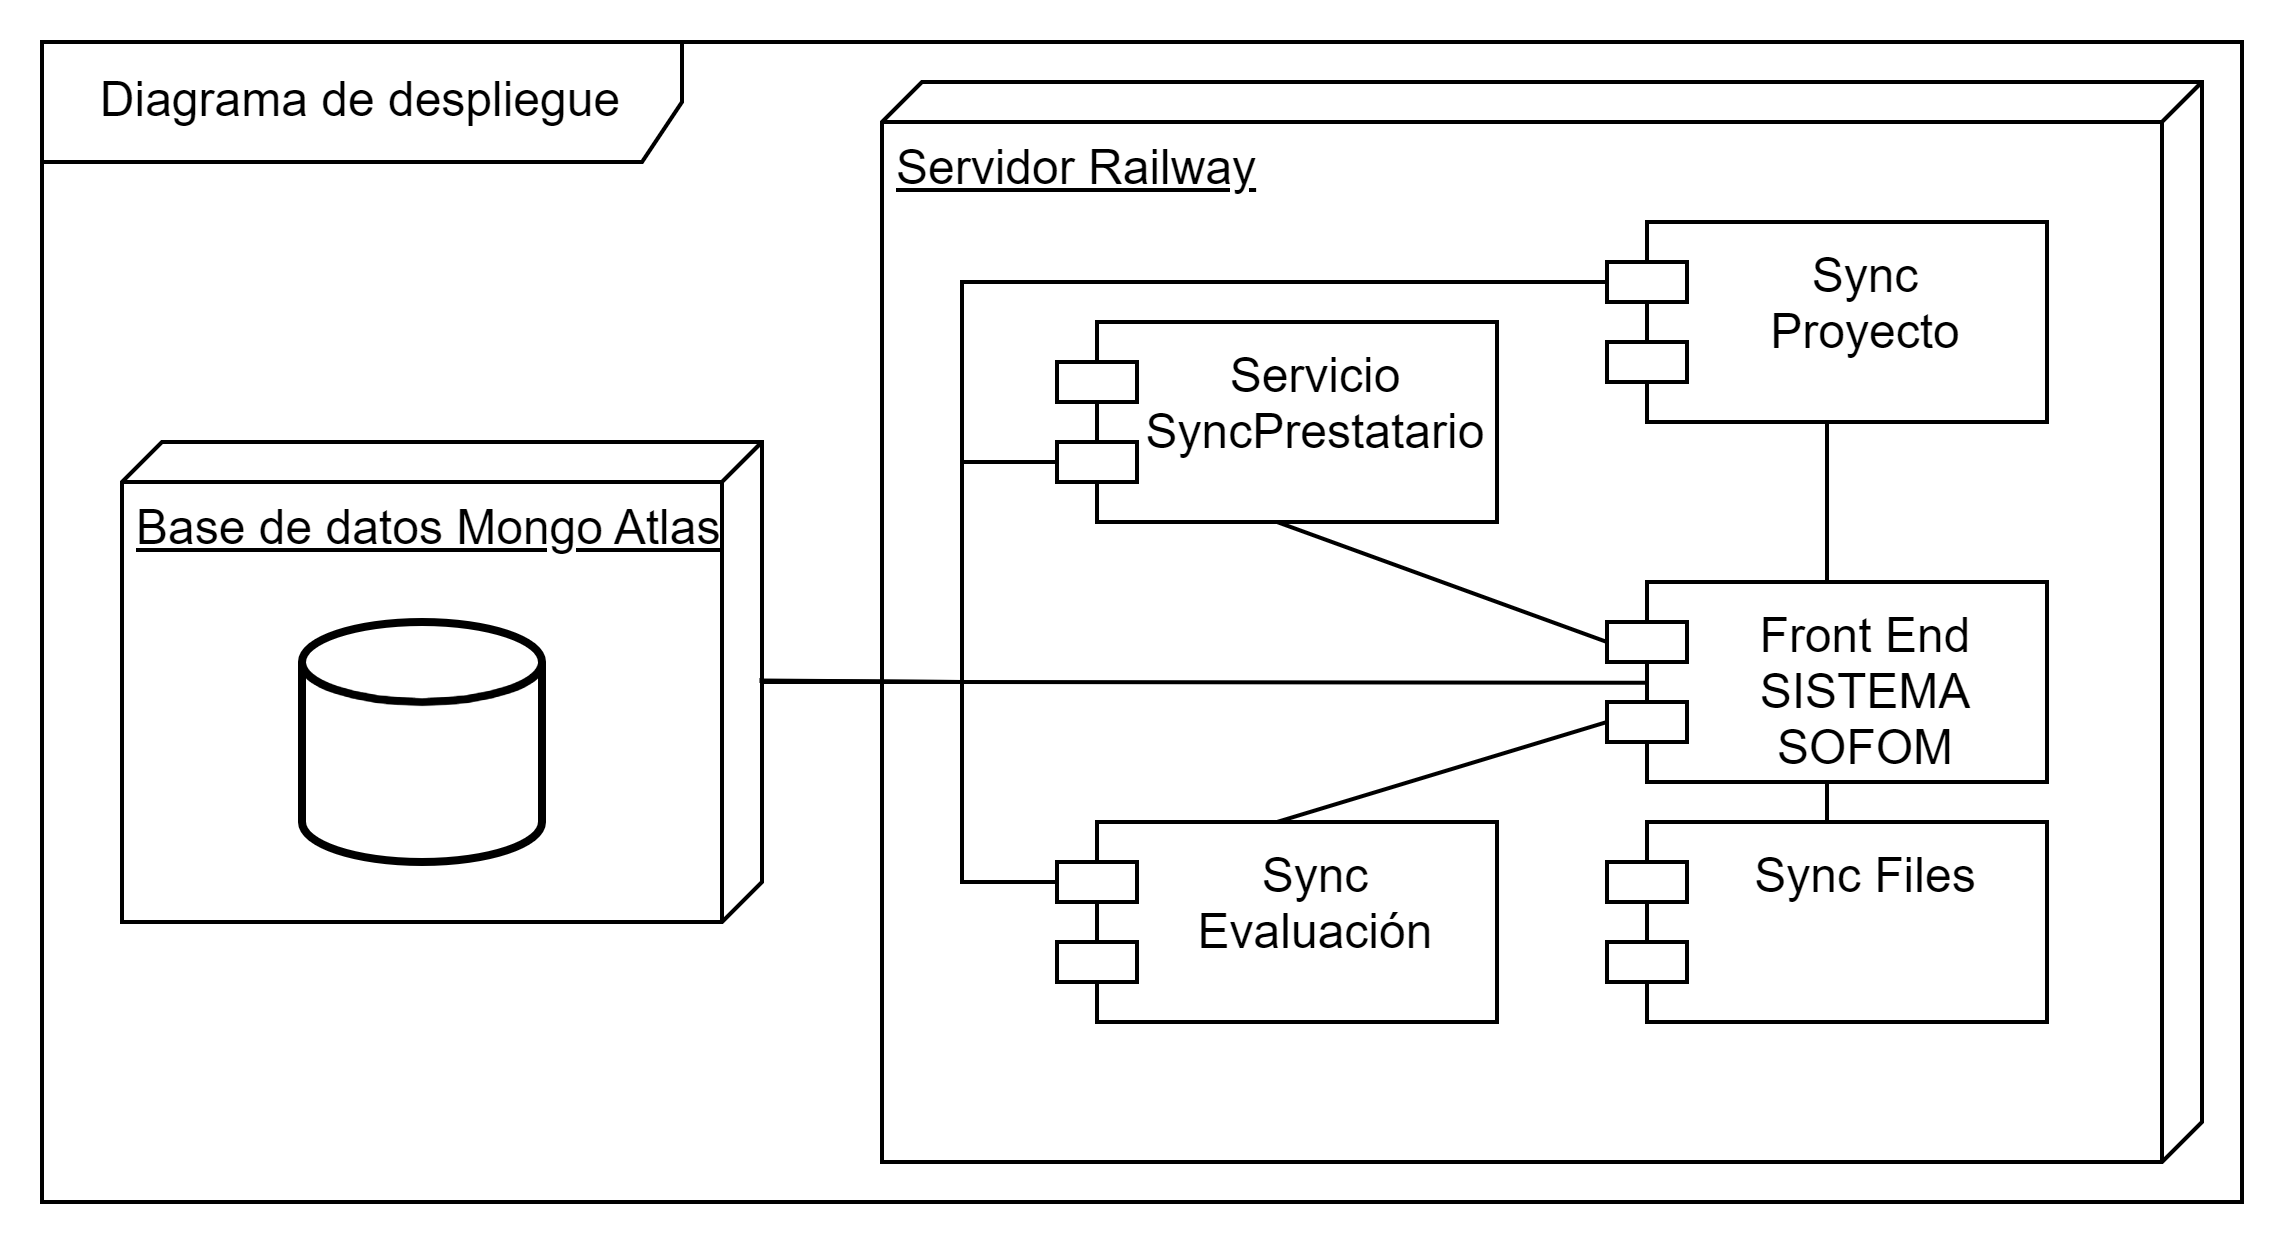 Diagrama de despliegue
Servidor Railway
Sync
Proyecto
Servicio
SyncPrestatario
Base de datos Mongo Atlas
Front End
SISTEMA
SOFOM
Sync
Evaluación
Sync Files